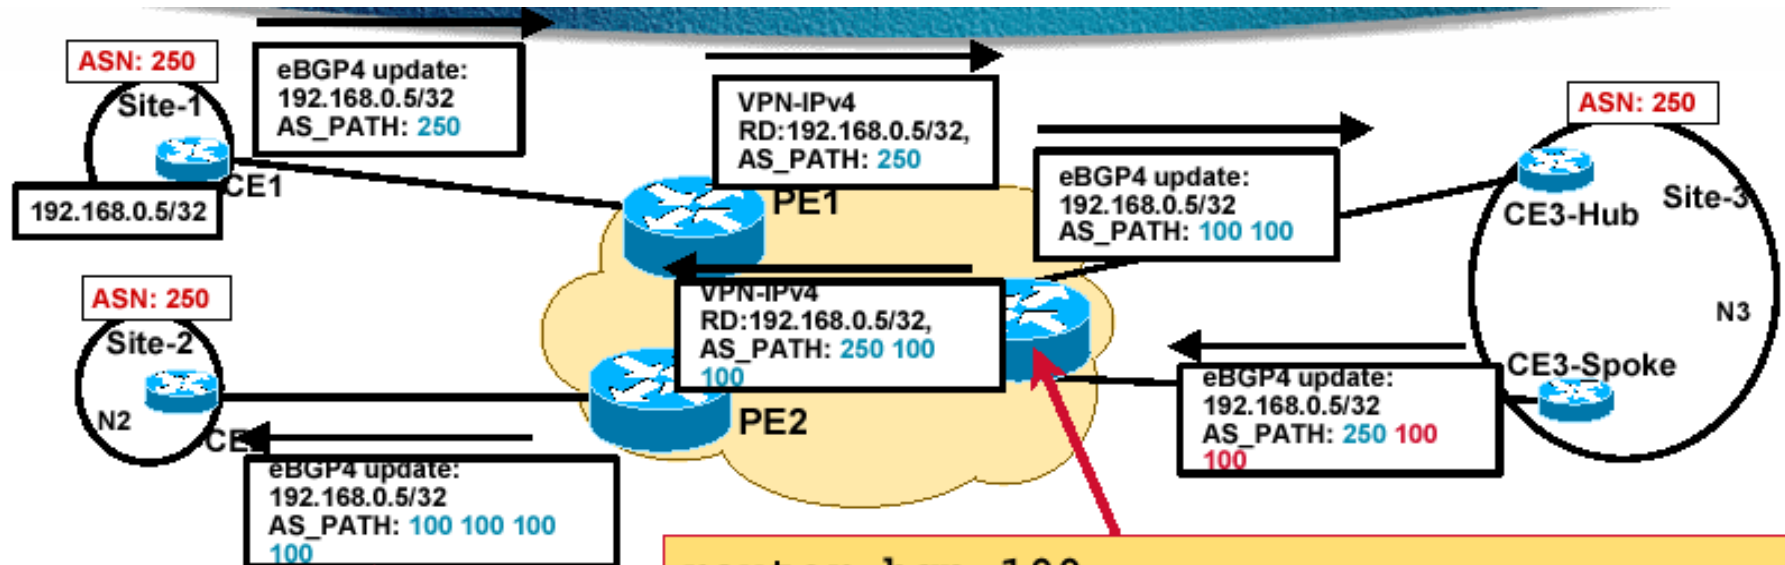 ASN: 250
Site-1
CE1
192.168.0.5/32
eBGP4 update:
192.168.0.5/32
AS_PATH: 250
VPN-IPv4
RD:192.168.0.5/32,
AS_PATH: 250
PE1
eBGP4 update:
192.168.0.5/32
AS_PATH: 100 100
ASN: 250
Site-3
CE3-Hub
N3
CE3-Spoke
eBGP4 update:
192.168.0.5/32
AS_PATH: 250 100
100
VPN-IPv4
RD:192.168.0.5/32,
AS_PATH: 250 100
100
PE2
ASN: 250
Site-2
N2
CE
eBGP4 update:
192.168.0.5/32
AS_PATH: 100 100 100
100